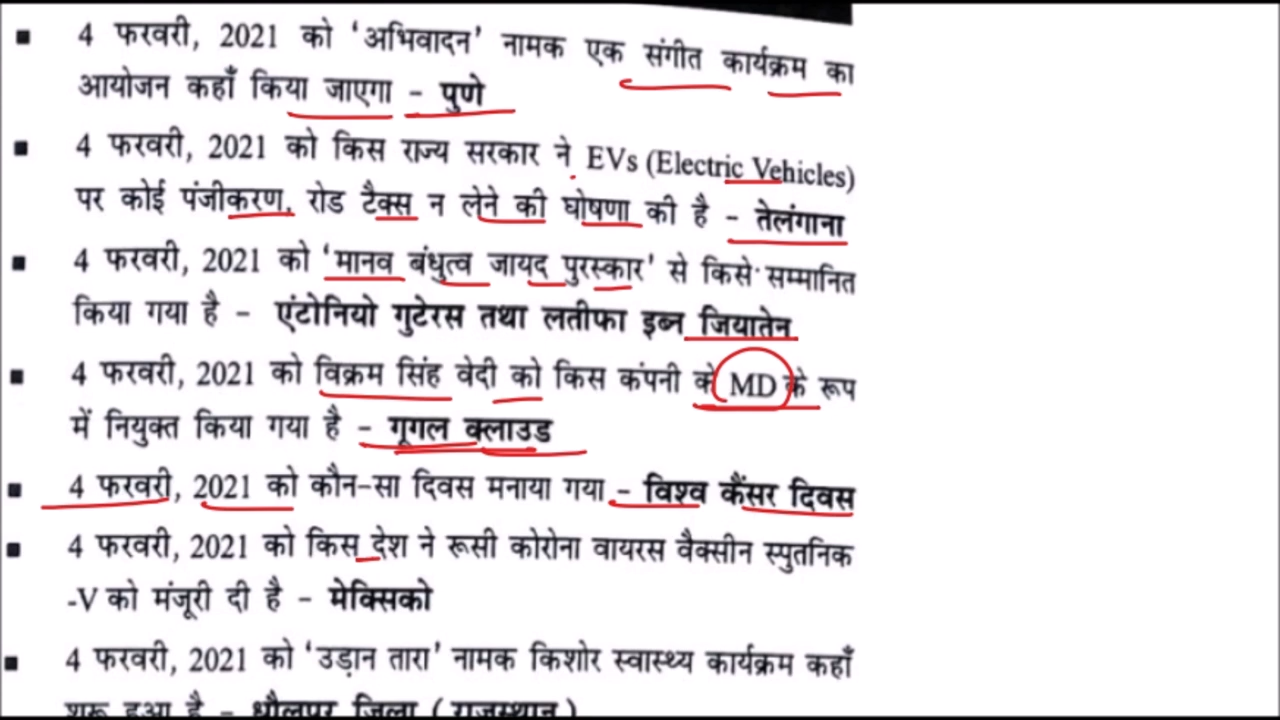 ▪ 4 फरवरी, 2021 को ‘अभिवादन’ नामक एक संगीत कार्यक्रम का
आयोजन कहाँ किया जाएगा – पुणे
▪ 4 फरवरी, 2021 को किस राज्य सरकार ने EVs (Electric Vehicles)
पर कोई पंजीकरण, रोड टैक्स न लेने की घोषणा की है – तेलंगाना
▪ 4 फरवरी, 2021 को ‘मानव बंधुत्व जायद पुरस्कार’ से किसे सम्मानित
किया गया है – एंटोनियो गुटेरस तथा लतीफा इब्न जियातेन
▪ 4 फरवरी, 2021 को विक्रम सिंह वेदी को किस कंपनी के MD के रूप
में नियुक्त किया गया है – गूगल क्लाउड
▪ 4 फरवरी, 2021 को कौन-सा दिवस मनाया गया – विश्व कैंसर दिवस
▪ 4 फरवरी, 2021 को किस देश ने रूसी कोरोना वायरस वैक्सीन स्पुतनिक
-V को मंजूरी दी है – मेक्सिको
▪ 4 फरवरी, 2021 को ‘उड़ान तारा’ नामक किशोर स्वास्थ्य कार्यक्रम कहाँ
शुरू हुआ है – धौलपुर जिला (राजस्थान)